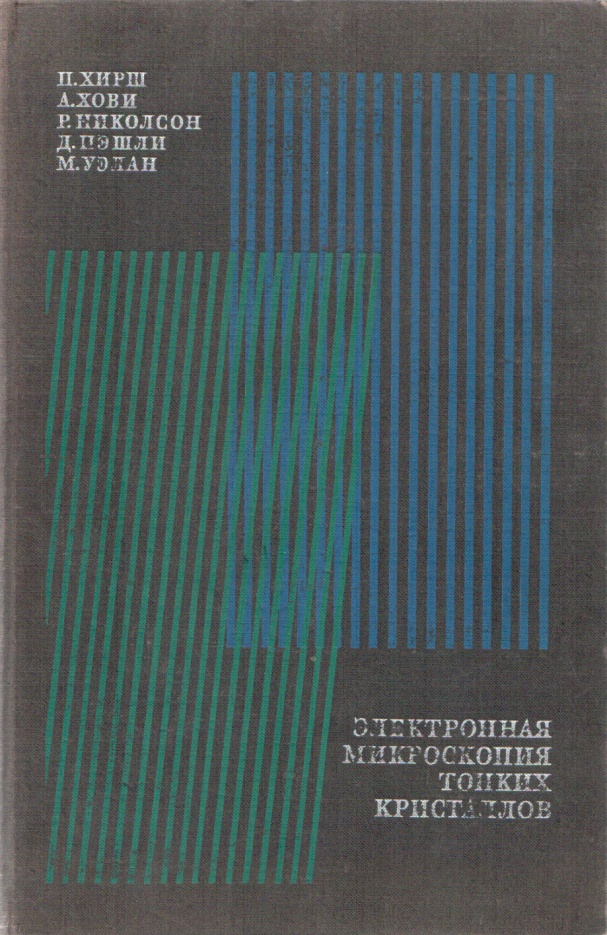 П.ХИРШ
А.ХОВИ
Р.НИКОЛСОН
Д.ПЭШЛИ
М.УЭЛАН
ЭЛЕКТРОННАЯ
МИКРОСКОПИЯ
ТОНКИХ
КРИСТАЛЛОВ